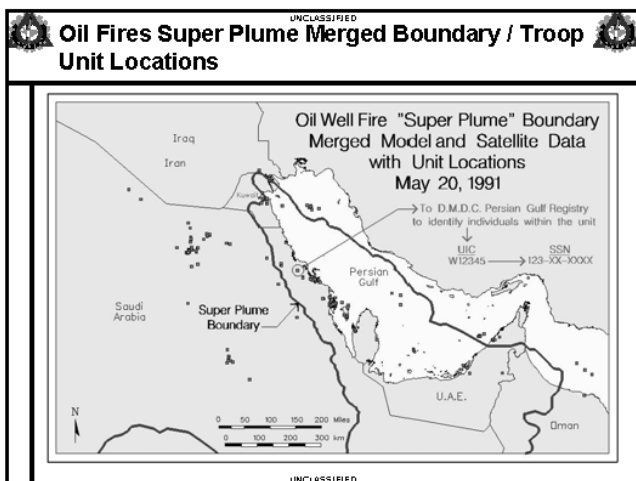 UNCLASSIFIED
Oil Fires Super Plume Merged Boundary / Troop
Unit Locations
Oil Well Fire "Super Plume" Boundary
Merged Model and Satellite Data
with Unit Locations
May 20, 1991
Iraq
Iran
Kuwait
To D.M.D.C. Persian Gulf Registry
to identify individuals within the unit
UIC SSN
W12345 123-XX-XXXX
Persian
Gulf
Saudi
Arabia
Super Plume
Boundary
U.A.E.
Oman
N
0 50 100 150 200 Miles
0 100 200 300 km
UNCLASSIFIED